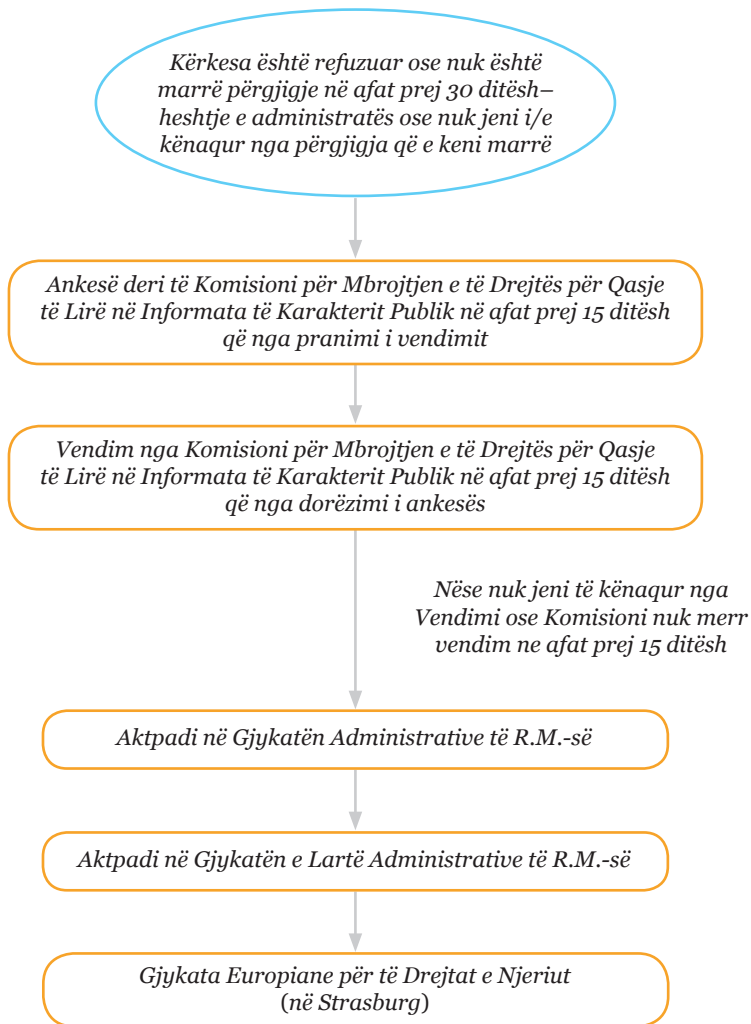 Kërkesa është refuzuar ose nuk është
marrë përgjigje në afat prej 30 ditësh–
heshtje e administratës ose nuk jeni i/e
kënaqur nga përgjigja që e keni marrë
Ankesë deri të Komisioni për Mbrojtjen e të Drejtës për Qasje
të Lirë në Informata të Karakterit Publik në afat prej 15 ditësh
që nga pranimi i vendimit
Vendim nga Komisioni për Mbrojtjen e të Drejtës për Qasje
të Lirë në Informata të Karakterit Publik në afat prej 15 ditësh
që nga dorëzimi i ankesës
Nëse nuk jeni të kënaqur nga
Vendimi ose Komisioni nuk merr
vendim ne afat prej 15 ditësh
Aktpadi në Gjykatën Administrative të R.M.-së
Aktpadi në Gjykatën e Lartë Administrative të R.M.-së
Gjykata Europiane për të Drejtat e Njeriut
(në Strasburg)